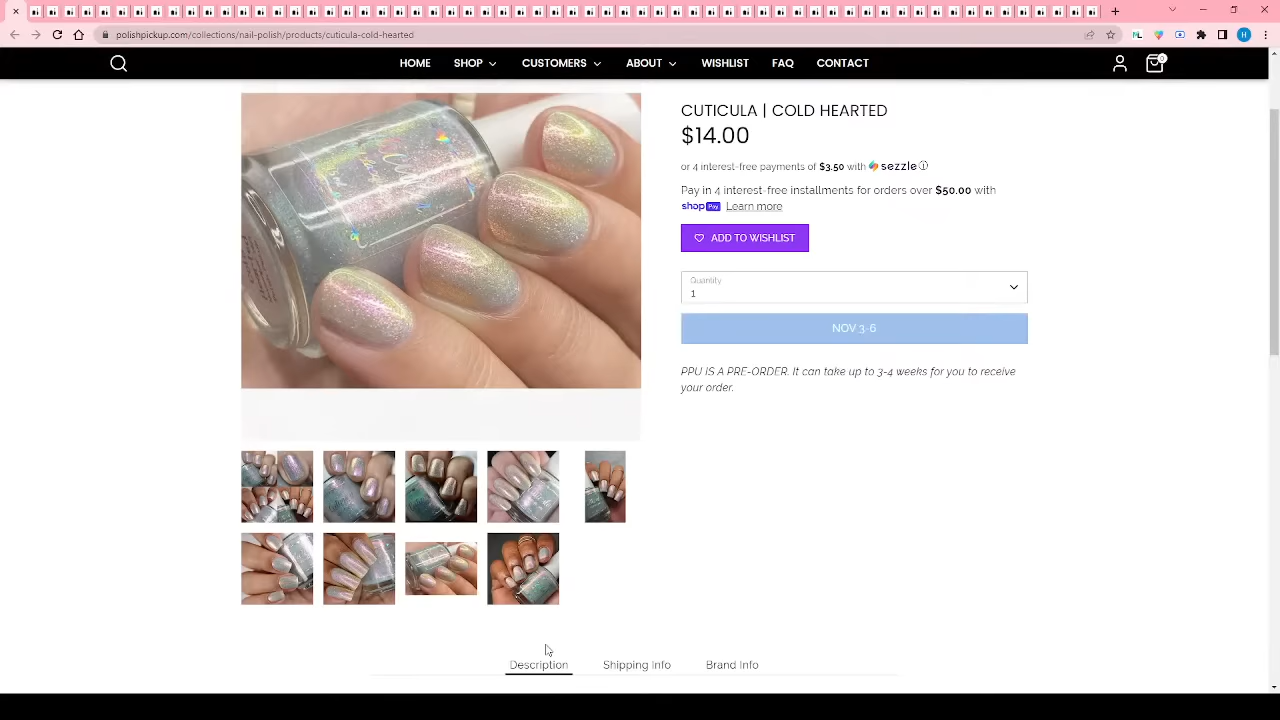 polishpickup.com/collections/nail-polish/products/cuticula-cold-hearted
HOME SHOP CUSTOMERS ABOUT WISHLIST FAQ CONTACT
0
CUTICULA | COLD HEARTED
$14.00
or 4 interest-free payments of $3.50 with sezzle
Pay in 4 interest-free installments for orders over $50.00 with
shop Pay Learn more
ADD TO WISHLIST
Quantity
1
NOV 3-6
PPU IS A PRE-ORDER. It can take up to 3-4 weeks for you to receive
your order.
Description Shipping Info Brand Info